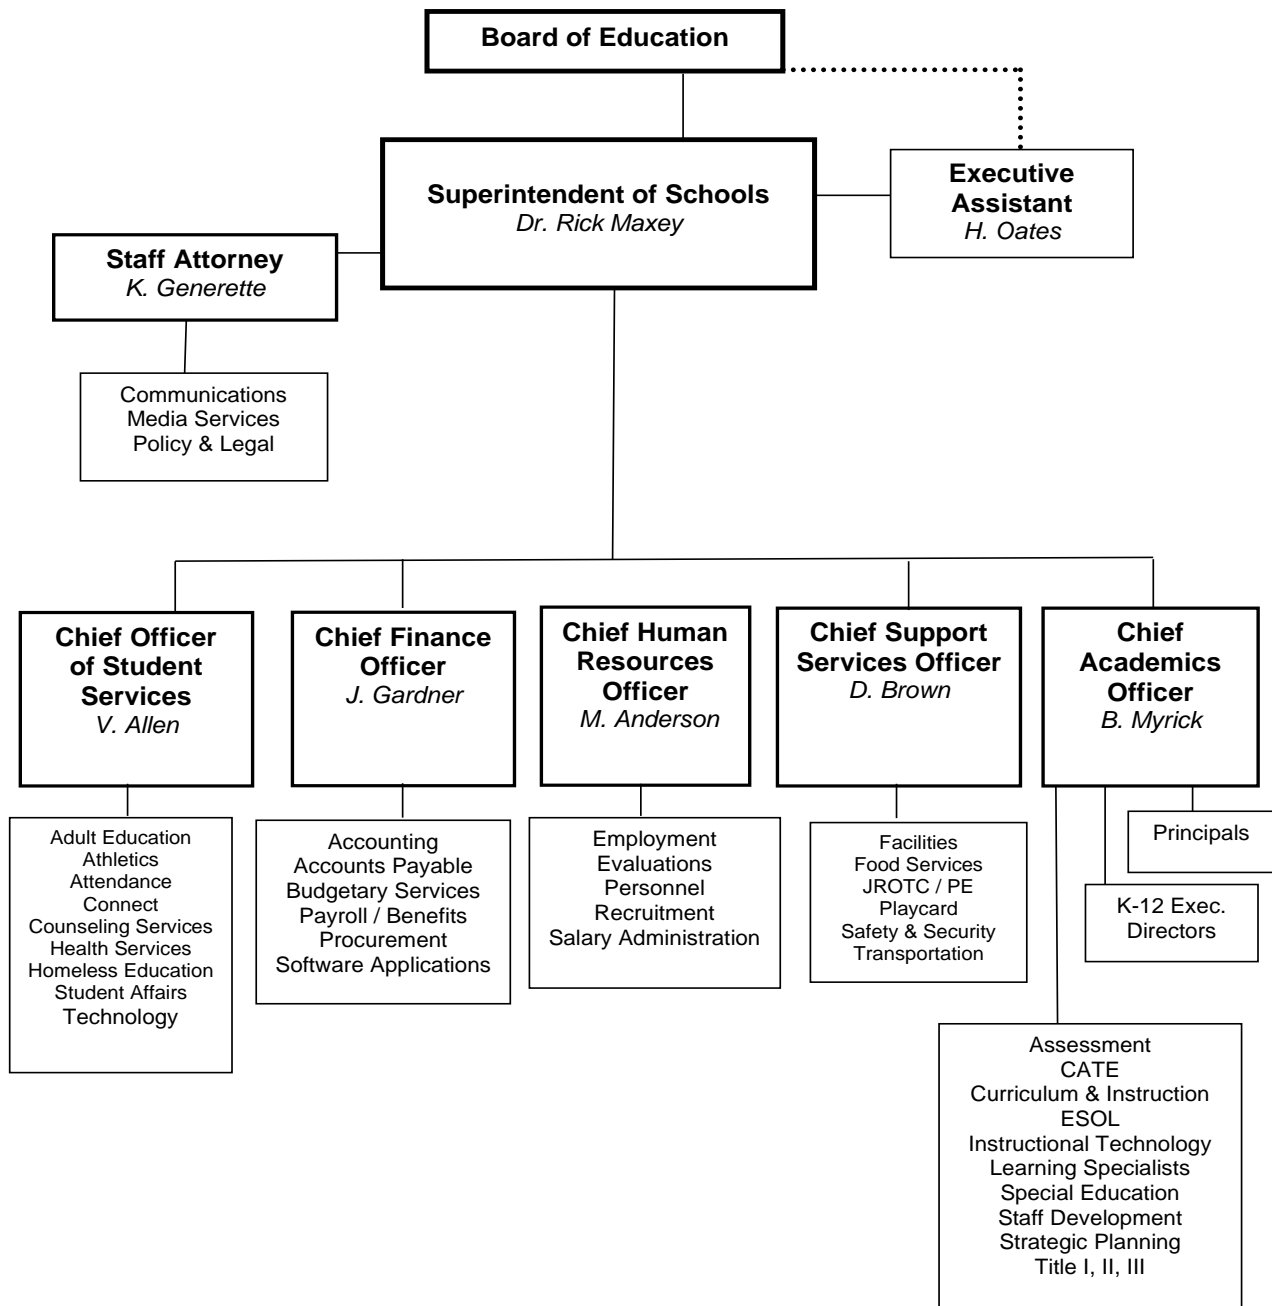 Board of Education
Superintendent of Schools
Dr. Rick Maxey
Executive
Assistant
H. Oates
Staff Attorney
K. Generette
Communications
Media Services
Policy & Legal
Chief Officer
of Student
Services
V. Allen
Chief Finance
Officer
J. Gardner
Chief Human
Resources
Officer
M. Anderson
Chief Support
Services Officer
D. Brown
Chief
Academics
Officer
B. Myrick
Adult Education
Athletics
Attendance
Connect
Counseling Services
Health Services
Homeless Education
Student Affairs
Technology
Accounting
Accounts Payable
Budgetary Services
Payroll / Benefits
Procurement
Software Applications
Employment
Evaluations
Personnel
Recruitment
Salary Administration
Facilities
Food Services
JROTC / PE
Playcard
Safety & Security
Transportation
Principals
K-12 Exec.
Directors
Assessment
CATE
Curriculum & Instruction
ESOL
Instructional Technology
Learning Specialists
Special Education
Staff Development
Strategic Planning
Title I, II, III